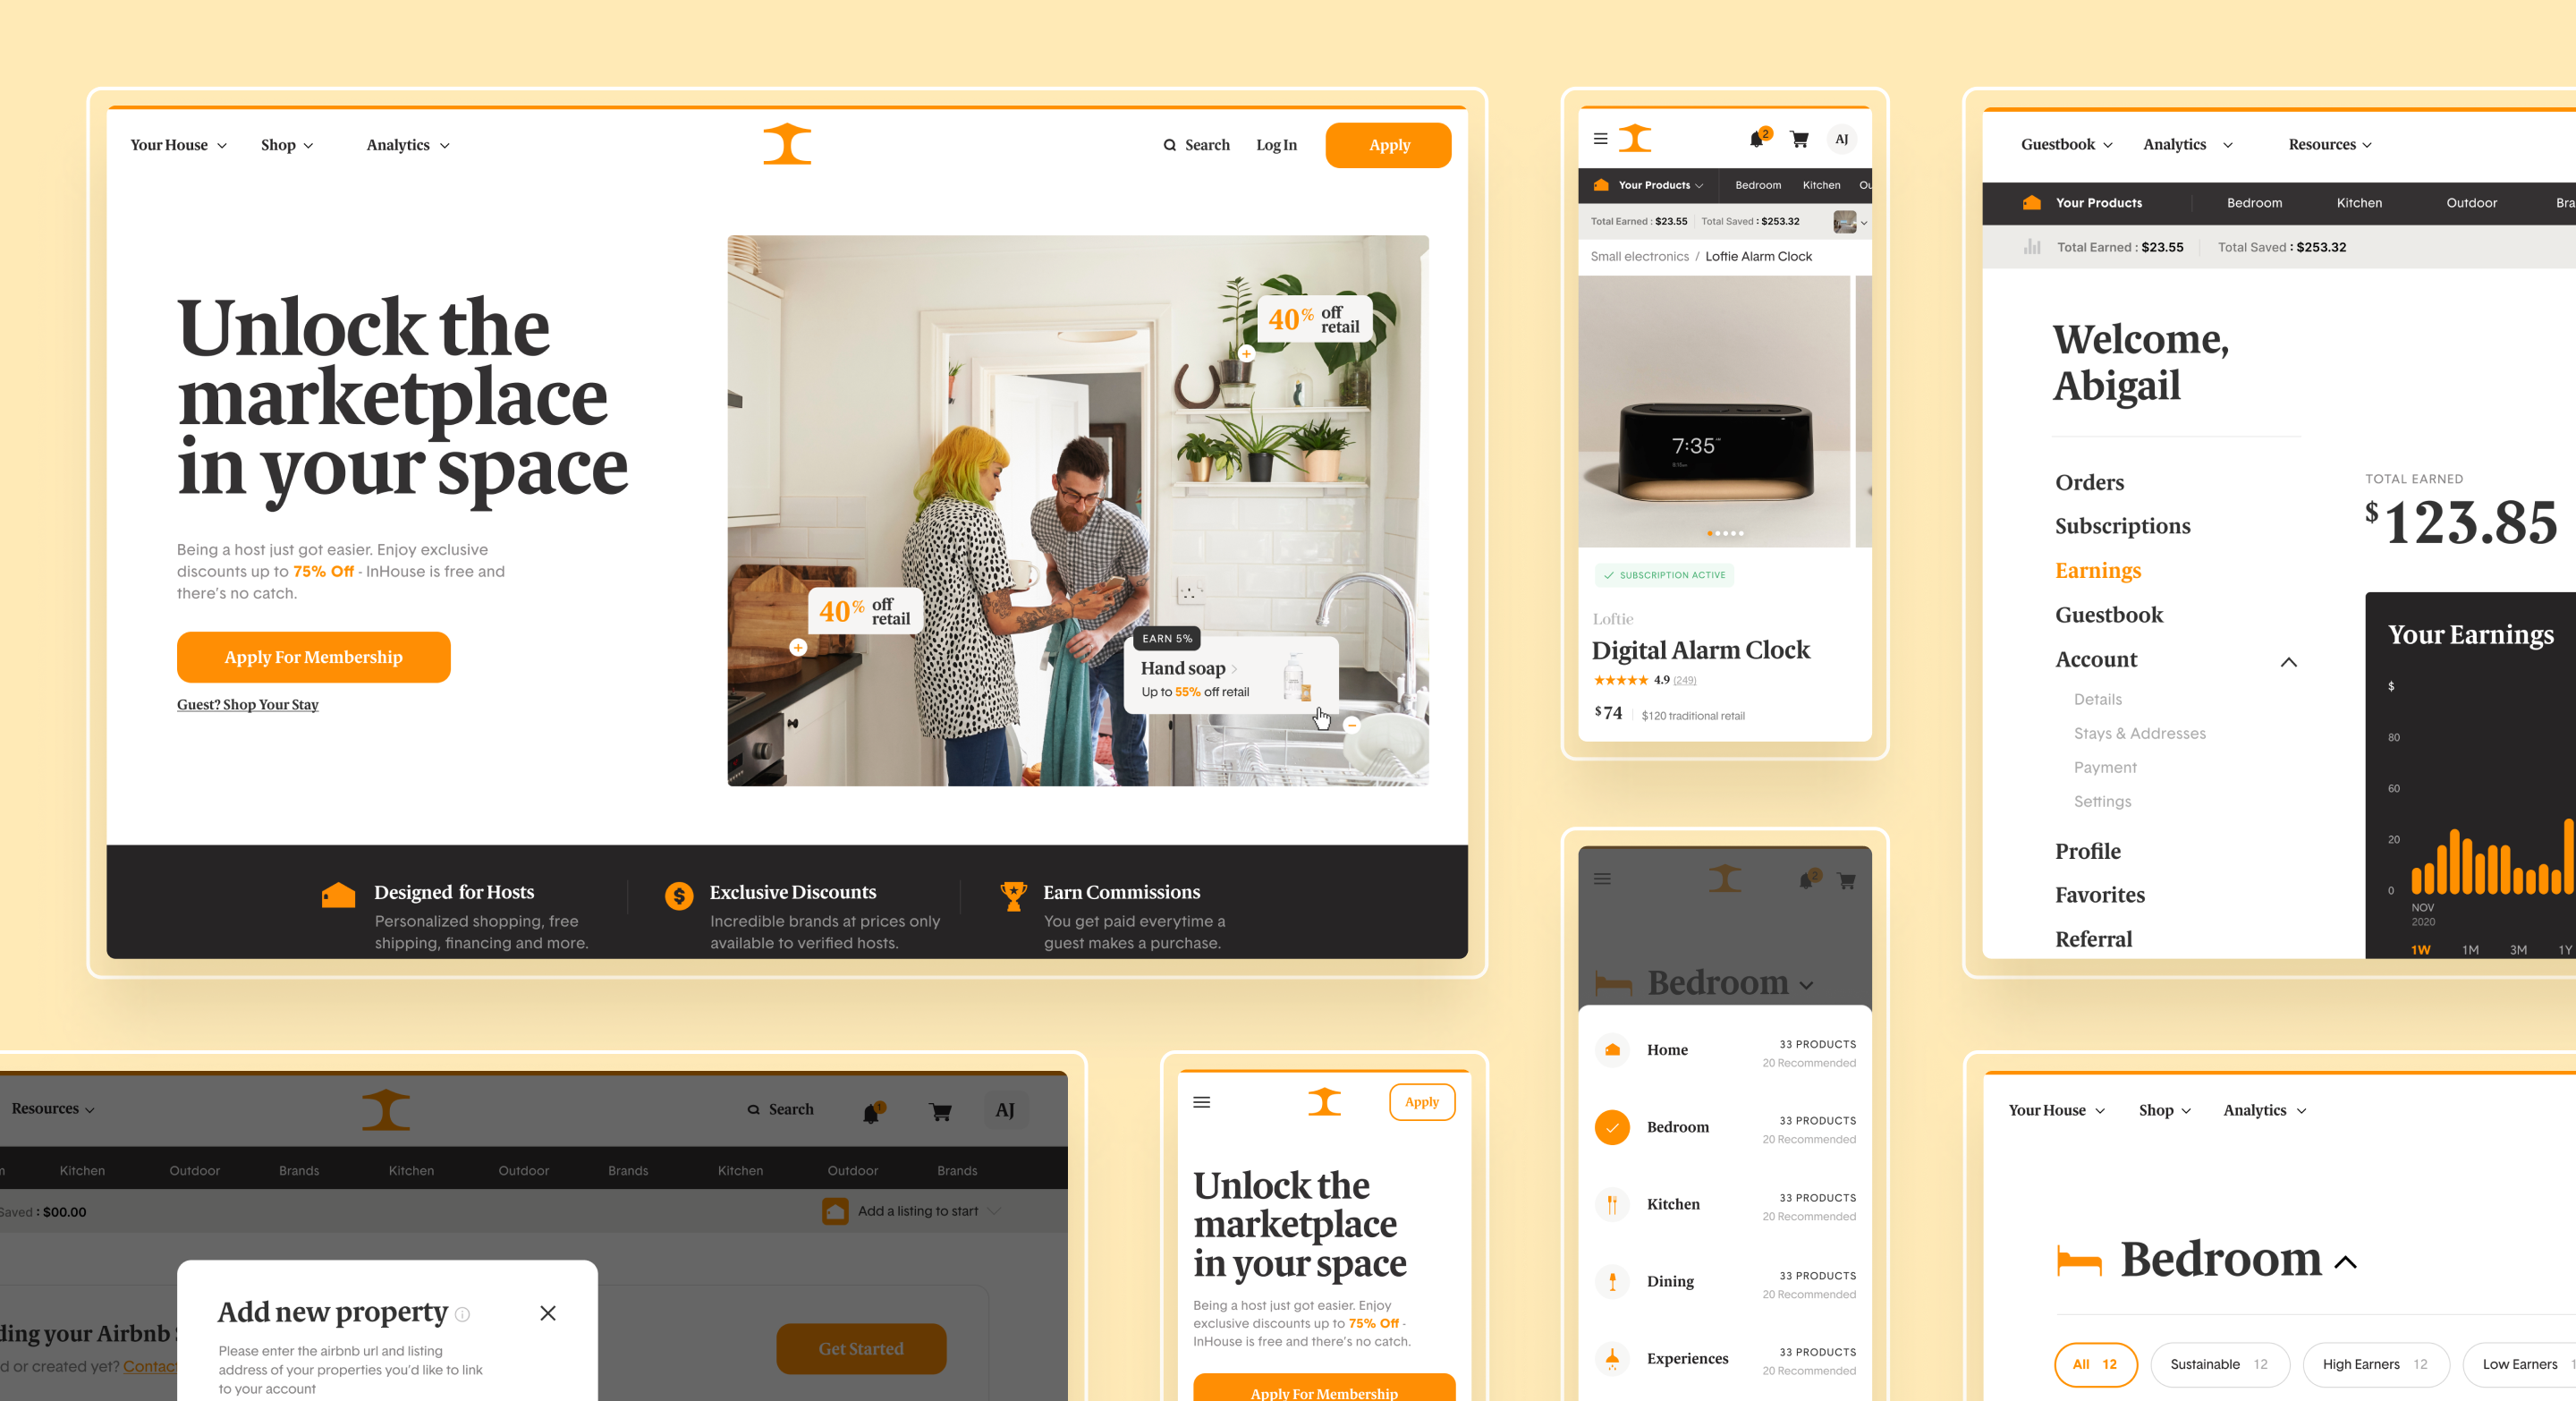 Your House
Shop
Analytics
Search
Log In
Apply
Unlock the
marketplace
in your space
Being a host just got easier. Enjoy exclusive
discounts up to 75% Off - InHouse is free and
there's no catch.
Apply For Membership
Guest? Shop Your Stay
40% off
retail
40% off
retail
EARN 5%
Hand soap
Up to 55% off retail
Designed for Hosts
Personalized shopping, free
shipping, financing and more.
Exclusive Discounts
Incredible brands at prices only
available to verified hosts.
Earn Commissions
You get paid everytime a
guest makes a purchase.
2
AJ
Your Products
Bedroom
Kitchen
Ou
Total Earned : $23.55
Total Saved : $253.32
Small electronics / Loftie Alarm Clock
7:35
SUBSCRIPTION ACTIVE
Loftie
Digital Alarm Clock
4.9 (249)
$74
$120 traditional retail
Guestbook
Analytics
Resources
Your Products
Bedroom
Kitchen
Outdoor
Bra
Total Earned : $23.55
Total Saved : $253.32
Welcome,
Abigail
Orders
Subscriptions
Earnings
Guestbook
Account
Details
Stays & Addresses
Payment
Settings
Profile
Favorites
Referral
TOTAL EARNED
$123.85
Your Earnings
$
80
60
20
0
NOV
2020
1W
1M
3M
1Y
Resources
Search
1
AJ
Kitchen
Outdoor
Brands
Kitchen
Outdoor
Brands
Kitchen
Outdoor
Brands
Saved : $00.00
Add a listing to start
ding your Airbnb
d or created yet? Contac
Get Started
Add new property
Please enter the airbnb url and listing
address of your properties you'd like to link
to your account
Apply
Unlock the
marketplace
in your space
Being a host just got easier. Enjoy
exclusive discounts up to 75% Off -
InHouse is free and there's no catch.
Apply For Membership
2
Bedroom
Home
33 PRODUCTS
20 Recommended
Bedroom
33 PRODUCTS
20 Recommended
Kitchen
33 PRODUCTS
20 Recommended
Dining
33 PRODUCTS
20 Recommended
Experiences
33 PRODUCTS
20 Recommended
Your House
Shop
Analytics
Bedroom
All 12
Sustainable 12
High Earners 12
Low Earners 1